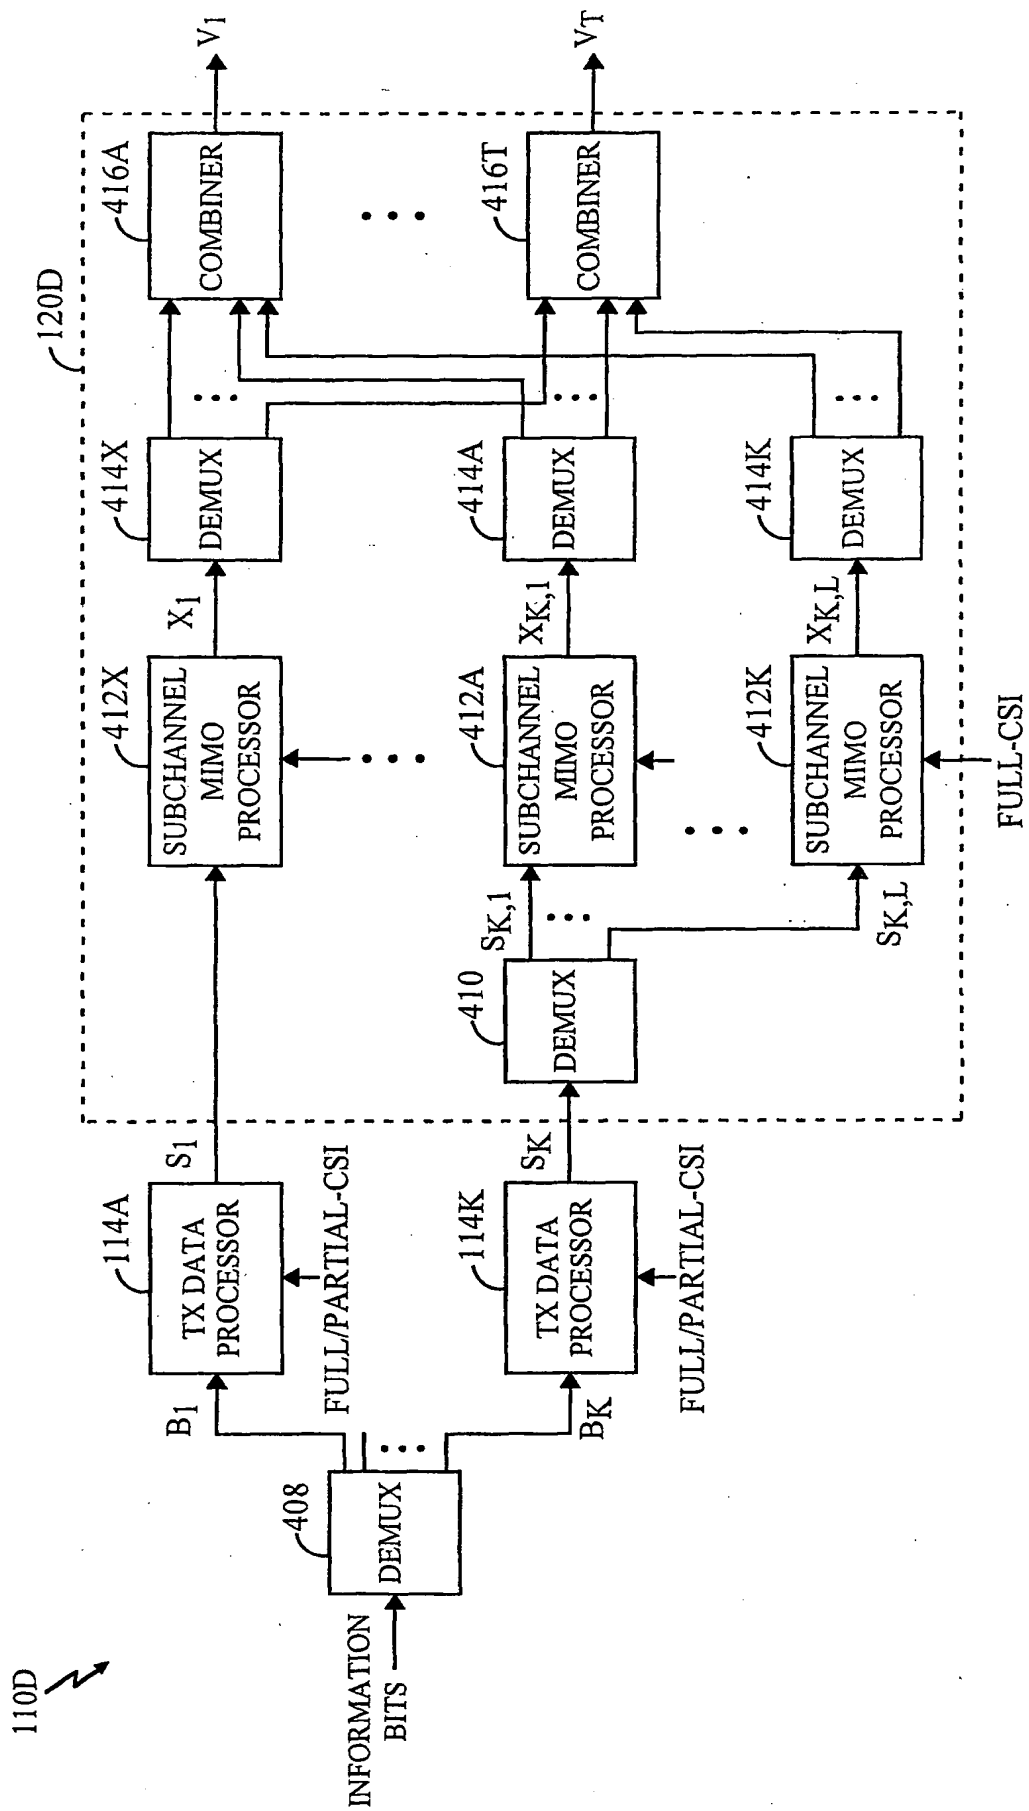 110D
INFORMATION
BITS
408
DEMUX
B1
BK
114A
TX DATA
PROCESSOR
FULL/PARTIAL-CSI
S1
114K
TX DATA
PROCESSOR
FULL/PARTIAL-CSI
SK
120D
410
DEMUX
SK,1
SK,L
412X
SUBCHANNEL
MIMO
PROCESSOR
X1
412A
SUBCHANNEL
MIMO
PROCESSOR
XK,1
412K
SUBCHANNEL
MIMO
PROCESSOR
XK,L
FULL-CSI
414X
DEMUX
414A
DEMUX
414K
DEMUX
416A
COMBINER
V1
416T
COMBINER
VT